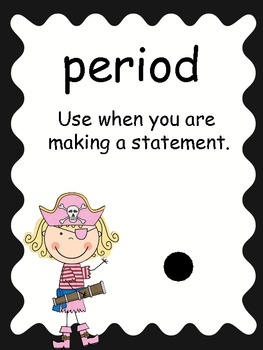 period
Use when you are
making a statement.